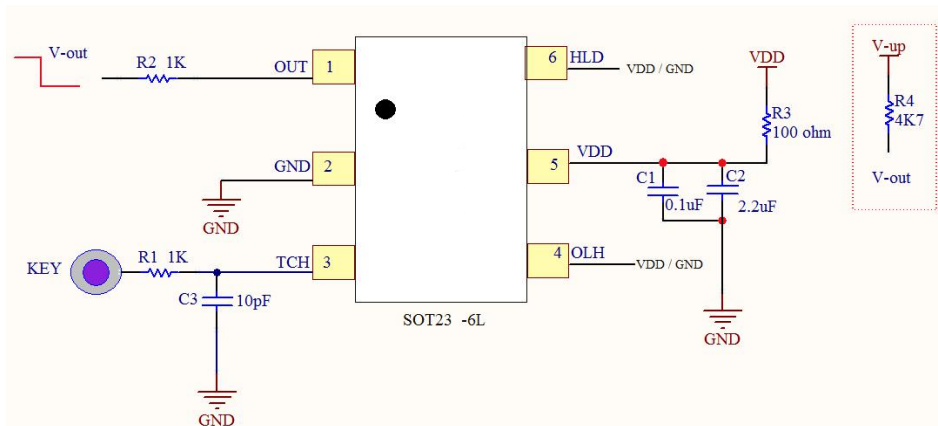 V-out
R2 1K
OUT
1
6
HLD
VDD / GND
VDD
V-up
R3
100 ohm
R4
4K7
GND
2
VDD
5
C1
0.1uF
C2
2.2uF
V-out
GND
KEY
R1 1K
TCH
3
4
OLH
VDD / GND
C3
10pF
SOT23 -6L
GND
GND